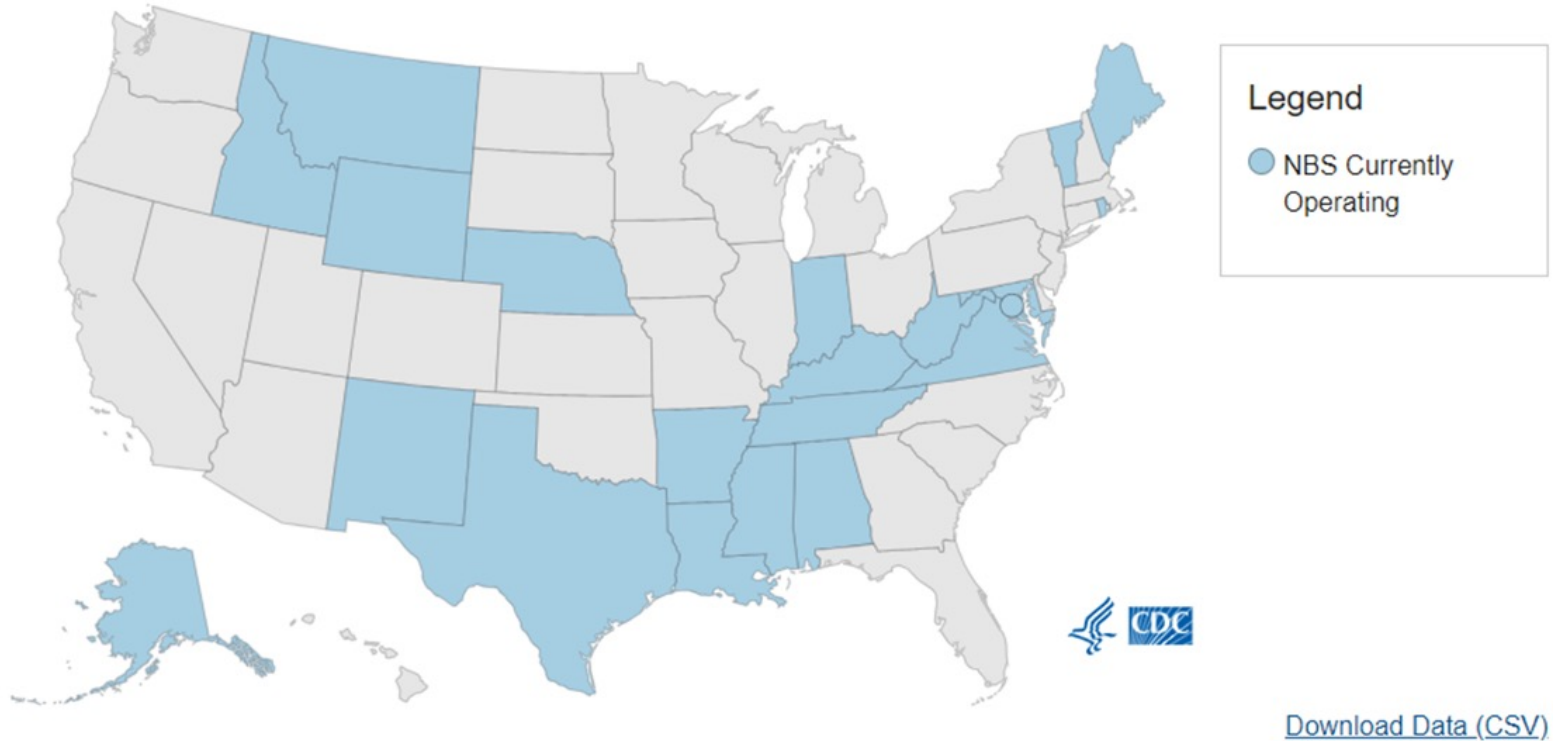 Legend
NBS Currently
Operating
CDC
Download Data (CSV)